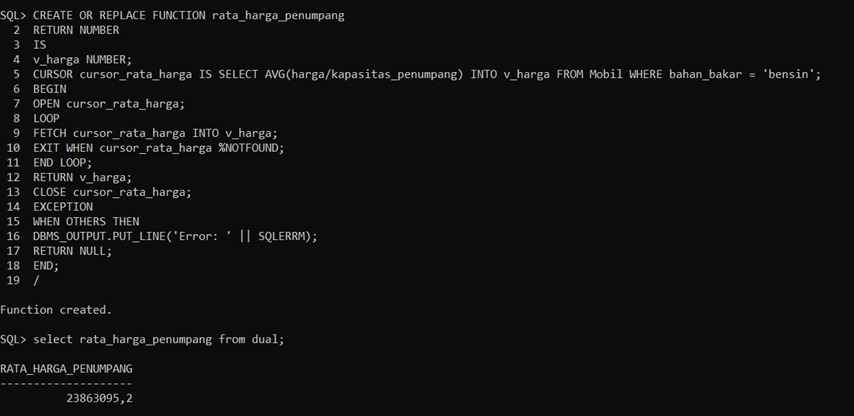 SQL> CREATE OR REPLACE FUNCTION rata_harga_penumpang
2 RETURN NUMBER
3 IS
4 v_harga NUMBER;
5 CURSOR cursor_rata_harga IS SELECT AVG(harga/kapasitas_penumpang) INTO v_harga FROM Mobil WHERE bahan_bakar = 'bensin';
6 BEGIN
7 OPEN cursor_rata_harga;
8 LOOP
9 FETCH cursor_rata_harga INTO v_harga;
10 EXIT WHEN cursor_rata_harga %NOTFOUND;
11 END LOOP;
12 RETURN v_harga;
13 CLOSE cursor_rata_harga;
14 EXCEPTION
15 WHEN OTHERS THEN
16 DBMS_OUTPUT.PUT_LINE('Error: ' || SQLERRM);
17 RETURN NULL;
18 END;
19 /
Function created.
SQL> select rata_harga_penumpang from dual;
RATA_HARGA_PENUMPANG
--------------------
23863095,2